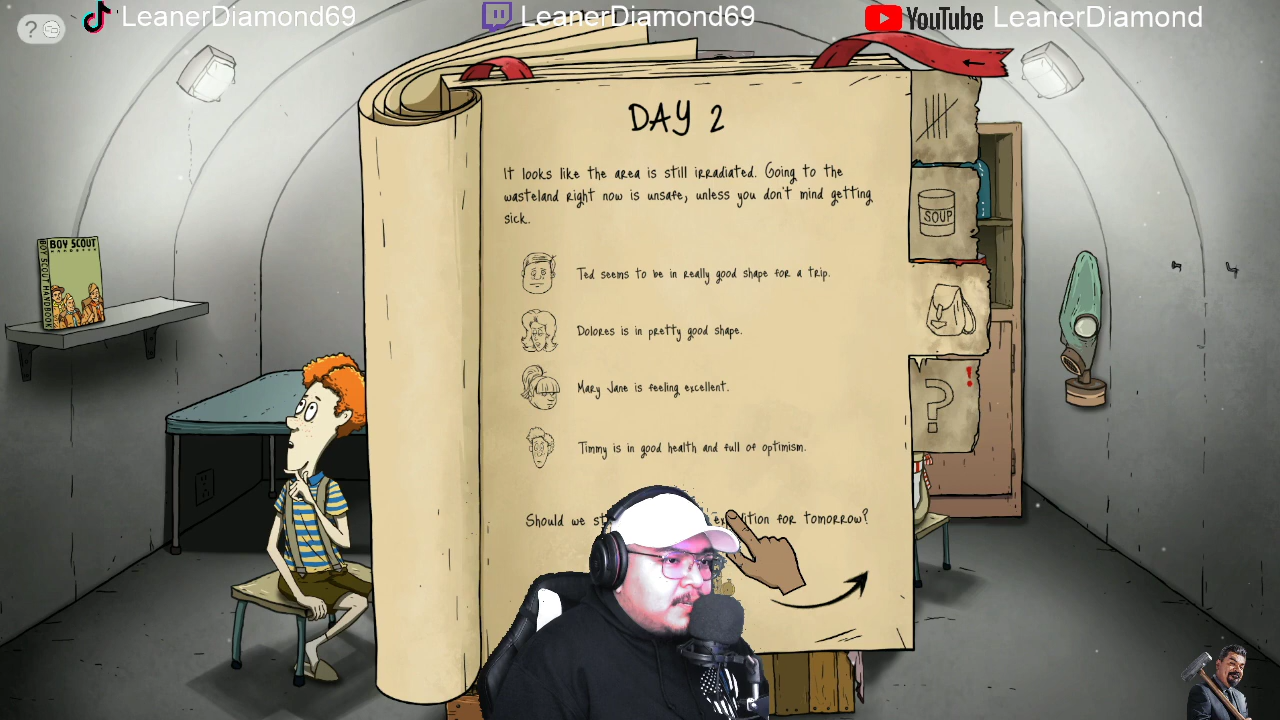 LeanerDiamond69
LeanerDiamond69
YouTube LeanerDiamond
?
DAY 2
It looks like the area is still irradiated. Going to the
wasteland right now is unsafe, unless you don't mind getting
sick.
Ted seems to be in really good shape for a trip.
Dolores is in pretty good shape.
Mary Jane is feeling excellent.
Timmy is in good health and full of optimism.
Should we for tomorrow?
SOUP
?
!
BOY SCOUT
BOY SCOUT HANDBOOK